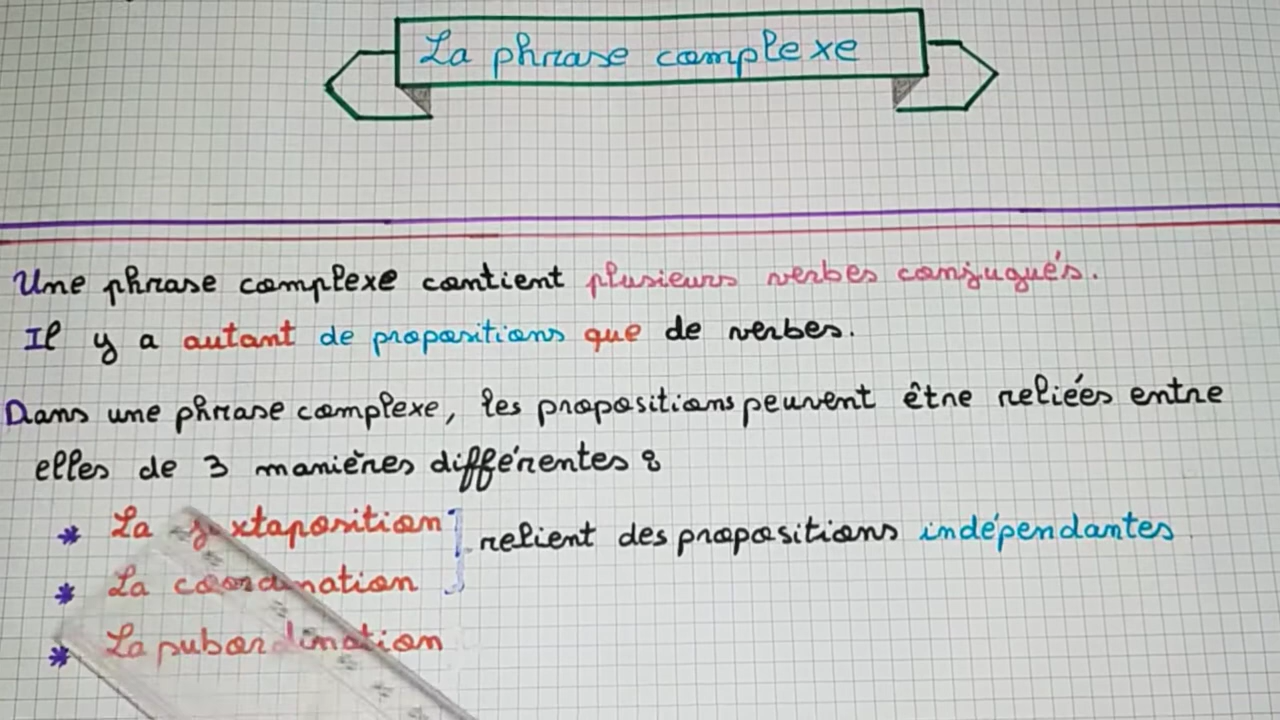 La phrase complexe
Une phrase complexe contient plusieurs verbes conjugués.
Il y a autant de propositions que de verbes.
Dans une phrase complexe, les propositions peuvent être reliées entre
elles de 3 manières différentes :
* La juxtaposition
relient des propositions indépendantes
* La coordination
* La subordination